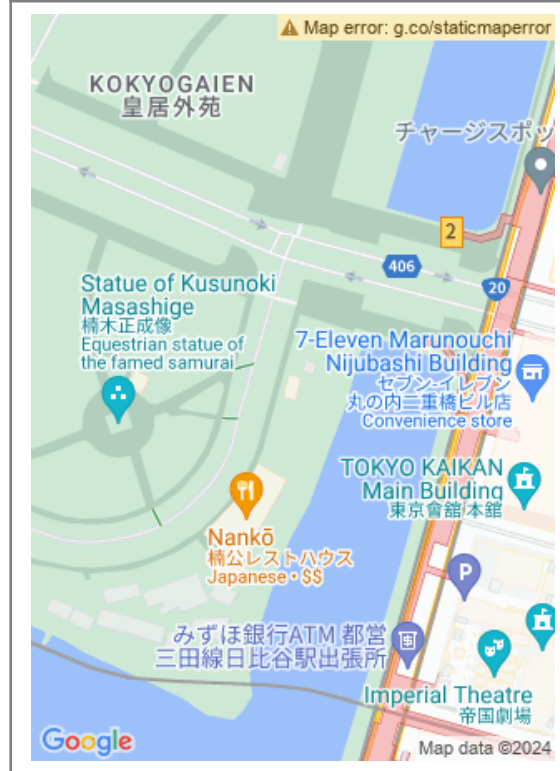 Map error: g.co/staticmaperror
KOKYOGAIEN
皇居外苑
チャージスポッ
2
406
20
Statue of Kusunoki
Masashige
楠木正成像
Equestrian statue of
the famed samurai
7-Eleven Marunouchi
Nijubashi Building
セブン-イレブン
丸の内二重橋ビル店
Convenience store
TOKYO KAIKAN
Main Building
東京會舘 本舘
Nankō
楠公レストハウス
Japanese • $$
P
みずほ銀行ATM 都営
三田線日比谷駅出張所
Imperial Theatre
帝国劇場
Google
Map data ©2024